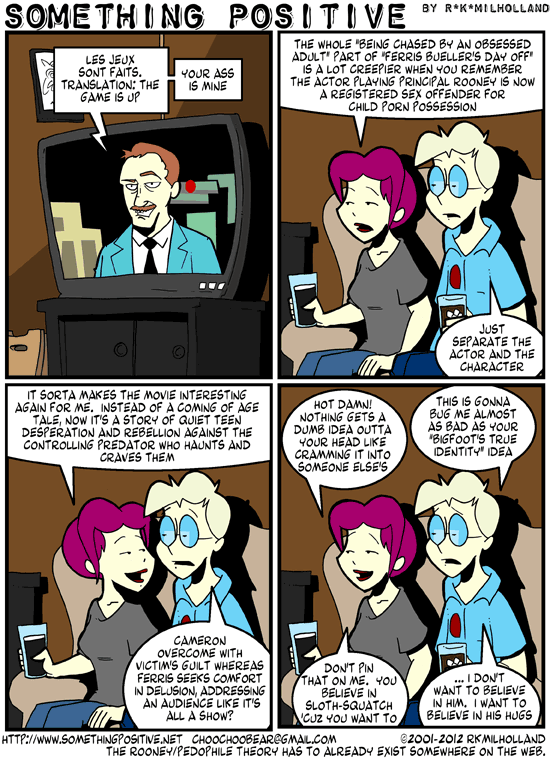 SOMETHING POSITIVE BY R*K*MILHOLLAND
LES JEUX
SONT FAITS.
TRANSLATION: THE
GAME IS UP
YOUR ASS
IS MINE
THE WHOLE "BEING CHASED BY AN OBSESSED
ADULT" PART OF "FERRIS BUELLER'S DAY OFF"
IS A LOT CREEPIER WHEN YOU REMEMBER
THE ACTOR PLAYING PRINCIPAL ROONEY IS NOW
A REGISTERED SEX OFFENDER FOR
CHILD PORN POSSESSION
JUST
SEPARATE THE
ACTOR AND THE
CHARACTER
IT SORTA MAKES THE MOVIE INTERESTING
AGAIN FOR ME. INSTEAD OF A COMING OF AGE
TALE, NOW IT'S A STORY OF QUIET TEEN
DESPERATION AND REBELLION AGAINST THE
CONTROLLING PREDATOR WHO HAUNTS AND
CRAVES THEM
CAMERON
OVERCOME WITH
VICTIM'S GUILT WHEREAS
FERRIS SEEKS COMFORT
IN DELUSION, ADDRESSING
AN AUDIENCE LIKE IT'S
ALL A SHOW?
HOT DAMN!
NOTHING GETS A
DUMB IDEA OUTTA
YOUR HEAD LIKE
CRAMMING IT INTO
SOMEONE ELSE'S
THIS IS GONNA
BUG ME ALMOST
AS BAD AS YOUR
"BIGFOOT'S TRUE
IDENTITY" IDEA
DON'T PIN
THAT ON ME. YOU
BELIEVE IN
SLOTH-SQUATCH
'CUZ YOU WANT TO
... I DON'T
WANT TO BELIEVE
IN HIM. I WANT TO
BELIEVE IN HIS HUGS
HTTP://WWW.SOMETHINGPOSITIVE.NET CHOOCHOOBEAR@GMAIL.COM ©2001-2012 RKMILHOLLAND
THE ROONEY/PEDOPHILE THEORY HAS TO ALREADY EXIST SOMEWHERE ON THE WEB.